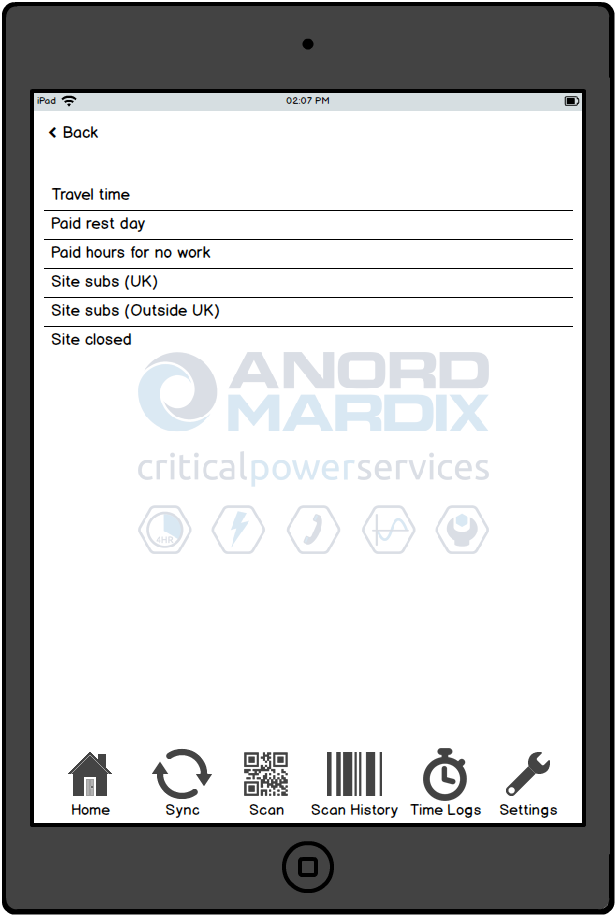 iPad 02:07 PM
Back
Travel time
Paid rest day
Paid hours for no work
Site subs (UK)
Site subs (Outside UK)
Site closed
ANORD
MARDIX
criticalpowerservices
4HR
Home Sync Scan Scan History Time Logs Settings